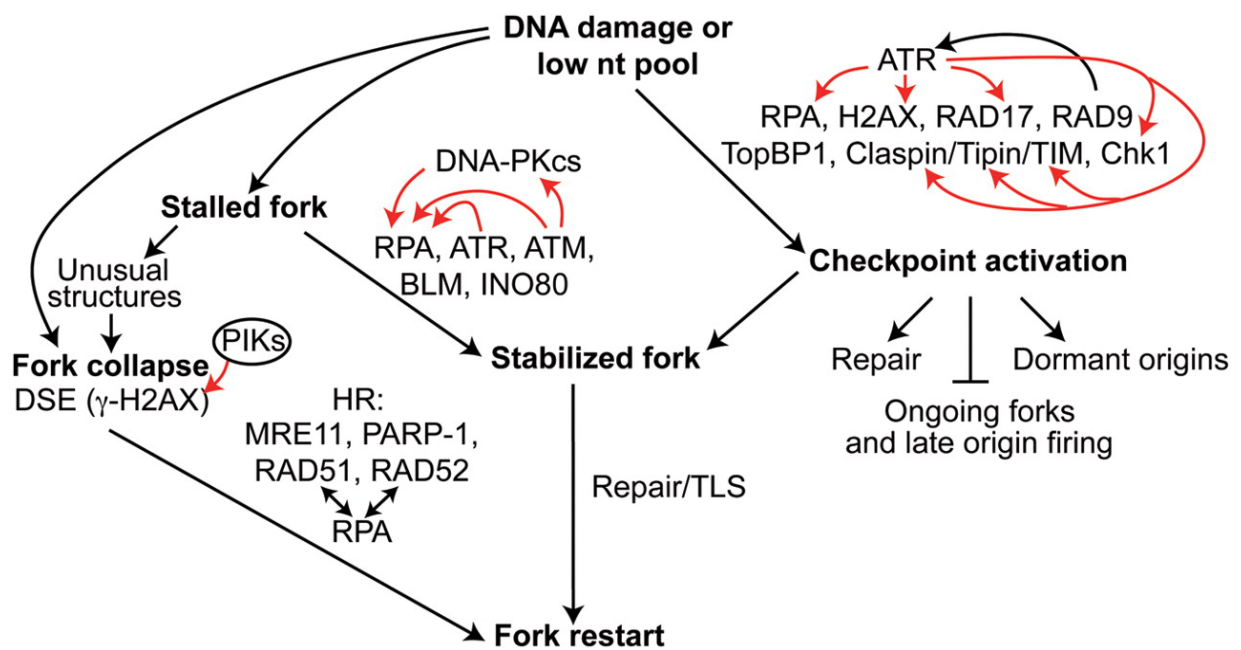 DNA damage or
low nt pool
ATR
RPA, H2AX, RAD17, RAD9
TopBP1, Claspin/Tipin/TIM, Chk1
DNA-PKcs
Stalled fork
RPA, ATR, ATM,
BLM, INO80
Checkpoint activation
Unusual
structures
PIKs
Fork collapse
DSE (γ-H2AX)
Stabilized fork
Repair
Dormant origins
Ongoing forks
and late origin firing
HR:
MRE11, PARP-1,
RAD51, RAD52
RPA
Repair/TLS
Fork restart